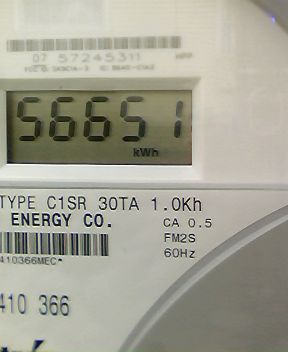 07 57245311
56651
kWh
TYPE C1SR 30TA 1.0Kh
ENERGY CO.
CA 0.5
FM2S
60Hz
410366MEC*
410 366